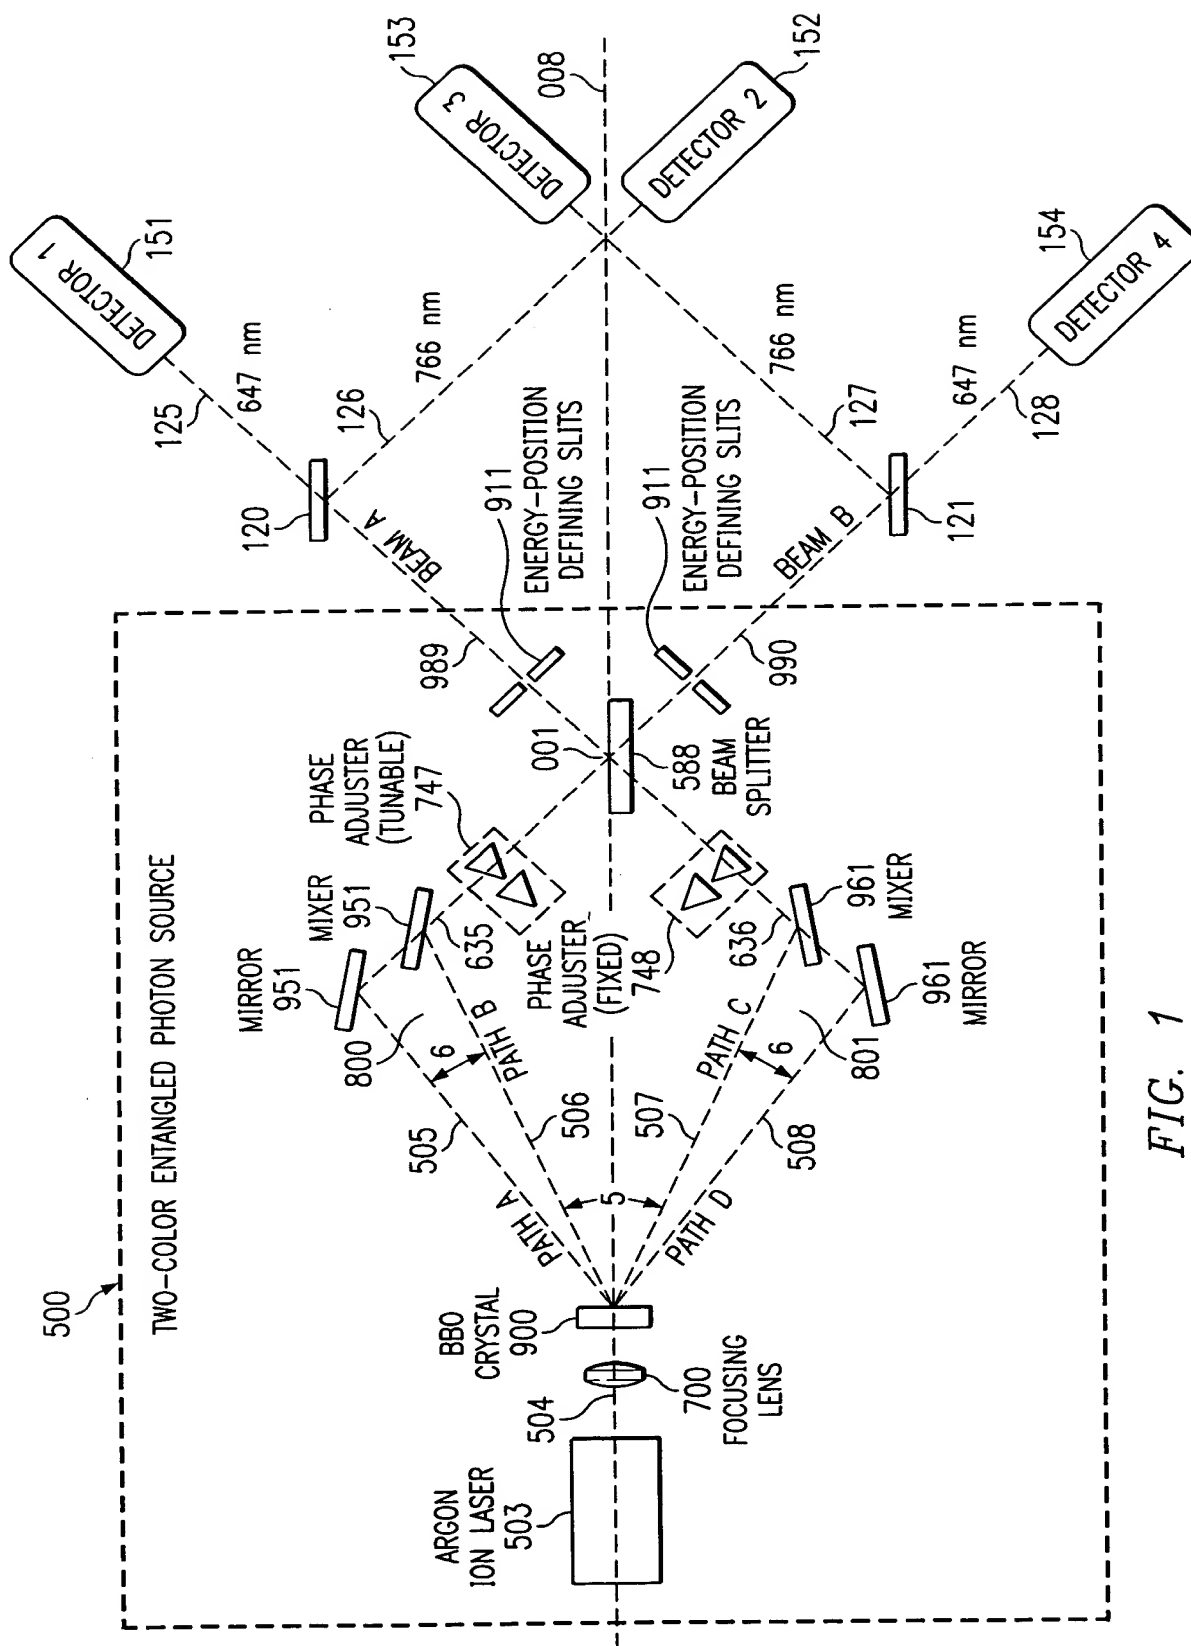 500
TWO-COLOR ENTANGLED PHOTON SOURCE
ARGON
ION LASER
503
504
700
FOCUSING
LENS
BBO
CRYSTAL
900
PATH A
505
PATH B
506
5
PATH C
507
PATH D
508
6
800
6
801
MIRROR
951
MIXER
951
635
961
MIXER
636
961
MIRROR
PHASE
ADJUSTER
(TUNABLE)
747
PHASE
ADJUSTER
(FIXED)
748
001
588
BEAM
SPLITTER
989
BEAM A
911
ENERGY-POSITION
DEFINING SLITS
911
ENERGY-POSITION
DEFINING SLITS
990
BEAM B
120
121
125
647 nm
126
766 nm
766 nm
127
647 nm
128
DETECTOR 1
151
DETECTOR 3
153
008
DETECTOR 2
152
DETECTOR 4
154
FIG. 1